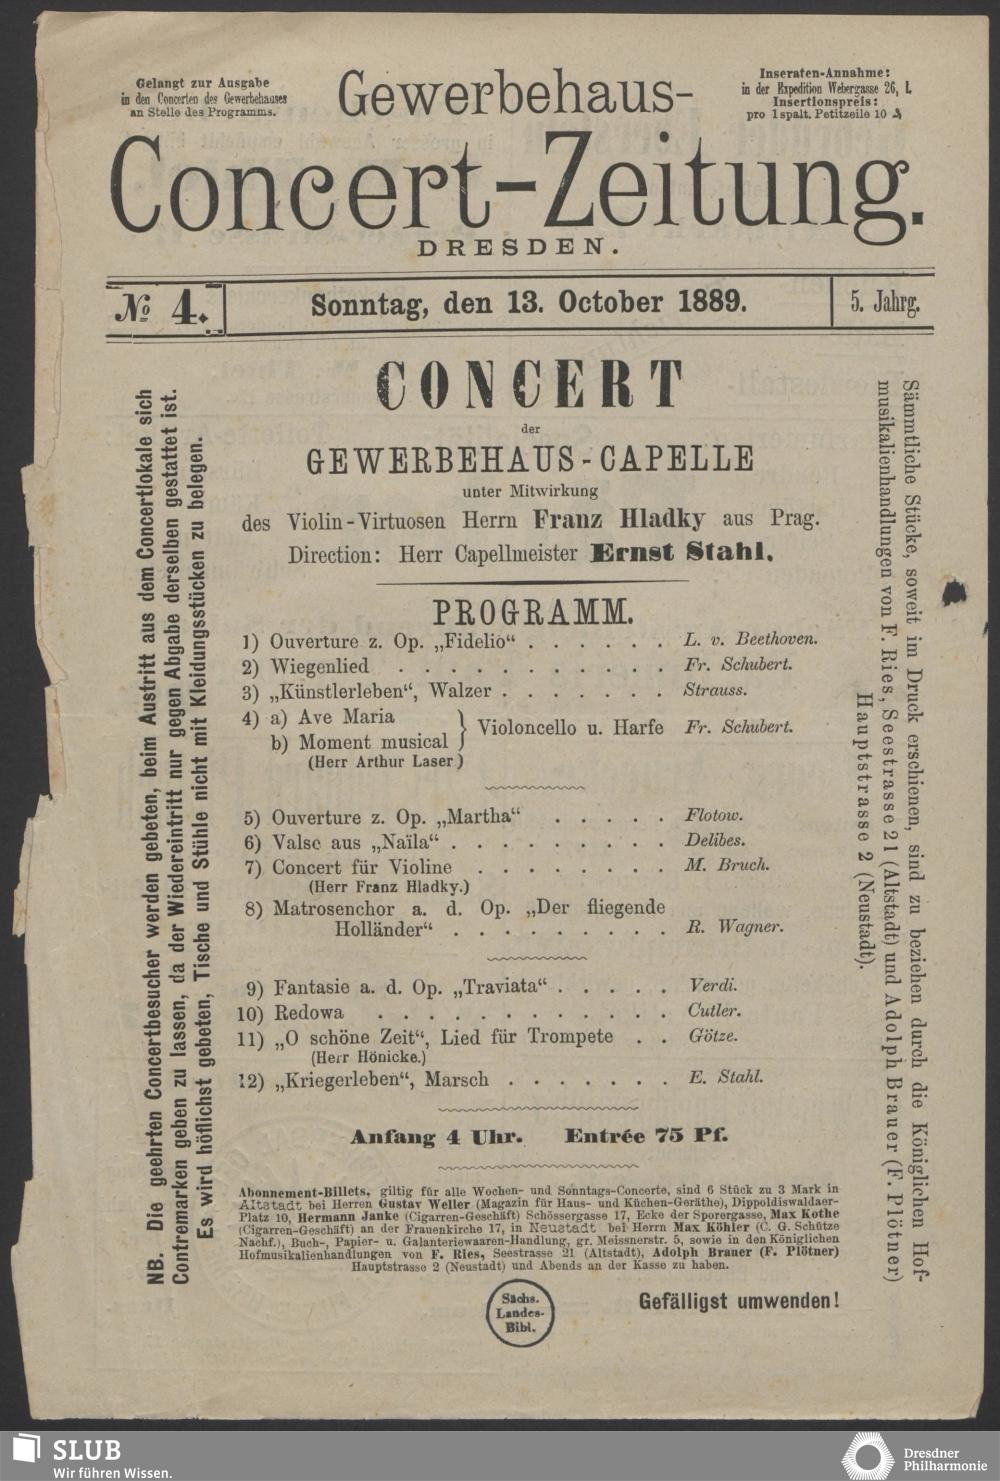 Gelangt zur Ausgabe
in den Concerten des Gewerbehauses
an Stelle des Programms.
Gewerbehaus-
Inseraten-Annahme:
in der Expedition Webergasse 26, I.
Insertionspreis:
pro 1spalt. Petitzeile 10 ₰
Concert-Zeitung.
DRESDEN.
№ 4.
Sonntag, den 13. October 1889.
5. Jahrg.
CONCERT
der
GEWERBEHAUS-CAPELLE
unter Mitwirkung
des Violin-Virtuosen Herrn Franz Hladky aus Prag.
Direction: Herr Capellmeister Ernst Stahl.
PROGRAMM.
1) Ouverture z. Op. „Fidelio“ . . . . . . L. v. Beethoven.
2) Wiegenlied . . . . . . . . . . . . Fr. Schubert.
3) „Künstlerleben“, Walzer . . . . . . . Strauss.
4) a) Ave Maria
b) Moment musical } Violoncello u. Harfe Fr. Schubert.
(Herr Arthur Laser.)
5) Ouverture z. Op. „Martha“ . . . . . Flotow.
6) Valse aus „Naïla“ . . . . . . . . . Delibes.
7) Concert für Violine . . . . . . . . M. Bruch.
(Herr Franz Hladky.)
8) Matrosenchor a. d. Op. „Der fliegende
Holländer“ . . . . . . . . . R. Wagner.
9) Fantasie a. d. Op. „Traviata“ . . . . . Verdi.
10) Redowa . . . . . . . . . . . . Cutler.
11) „O schöne Zeit“, Lied für Trompete . . Götze.
(Herr Hönicke.)
12) „Kriegerleben“, Marsch . . . . . . . E. Stahl.
Anfang 4 Uhr. Entrée 75 Pf.
Abonnement-Billets, giltig für alle Wochen- und Sonntags-Concerte, sind 6 Stück zu 3 Mark in
Altstadt bei Herren Gustav Weller (Magazin für Haus- und Küchen-Geräthe), Dippoldiswaldaer-
Platz 10, Hermann Janke (Cigarren-Geschäft) Schössergasse 17, Ecke der Sporergasse, Max Kothe
(Cigarren-Geschäft) an der Frauenkirche 17, in Neustadt bei Herrn Max Köhler (C. G. Schütze
Nachf.), Buch-, Papier- u. Galanteriewaaren-Handlung, gr. Meissnerstr. 5, sowie in den Königlichen
Hofmusikalienhandlungen von F. Ries, Seestrasse 21 (Altstadt), Adolph Brauer (F. Plötner)
Hauptstrasse 2 (Neustadt) und Abends an der Kasse zu haben.
Gefälligst umwenden!
Sächs.
Landes-
Bibl.
NB. Die geehrten Concertbesucher werden gebeten, beim Austritt aus dem Concertlokale sich
Contremarken geben zu lassen, da der Wiedereintritt nur gegen Abgabe derselben gestattet ist.
Es wird höflichst gebeten, Tische und Stühle nicht mit Kleidungsstücken zu belegen.
Sämmtliche Stücke, soweit im Druck erschienen, sind zu beziehen durch die Königlichen Hof-
musikalienhandlungen von F. Ries, Seestrasse 21 (Altstadt) und Adolph Brauer (F. Plötner)
Hauptstrasse 2 (Neustadt).
SLUB
Wir führen Wissen.
Dresdner
Philharmonie